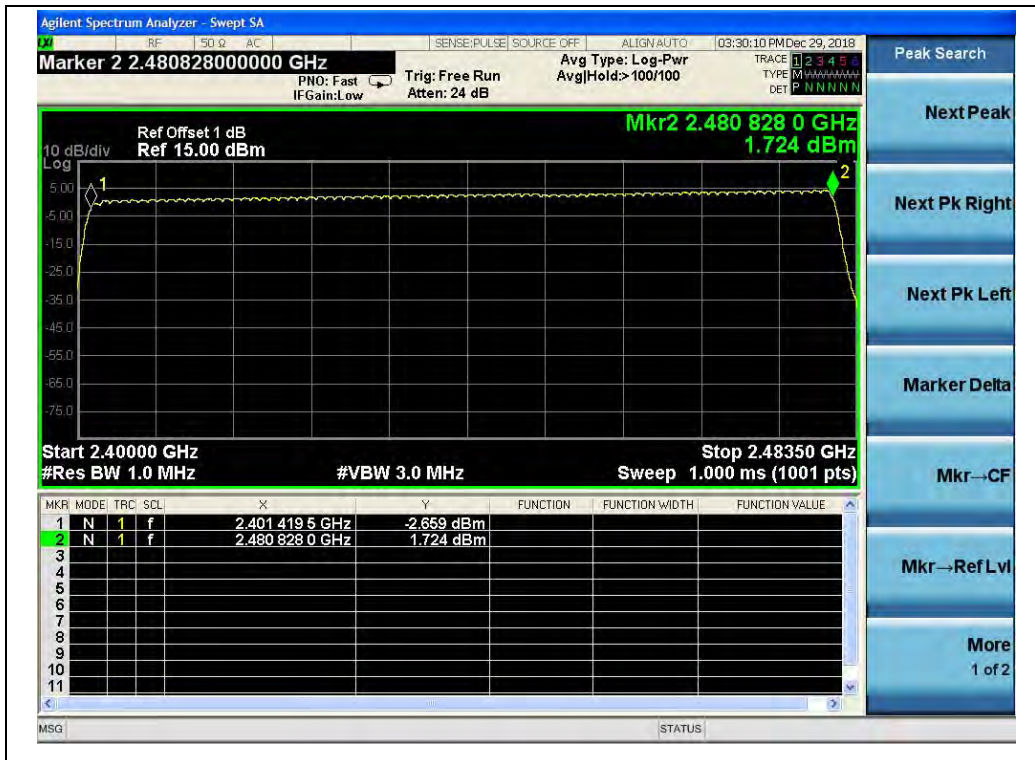 Agilent Spectrum Analyzer - Swept SA
LXI RF 50 Ω AC SENSE:PULSE SOURCE OFF ALIGN AUTO 03:30:10 PM Dec 29, 2018
Marker 2 2.480828000000 GHz
PNO: Fast
IFGain:Low
Trig: Free Run
Atten: 24 dB
Avg Type: Log-Pwr
Avg|Hold:> 100/100
TRACE 1 2 3 4 5 6
TYPE M
DET P N N N N N
Peak Search
Mkr2 2.480 828 0 GHz
1.724 dBm
Ref Offset 1 dB
10 dB/div Ref 15.00 dBm
Log
5.00
-5.00
-15.0
-25.0
-35.0
-45.0
-55.0
-65.0
-75.0
1
2
Start 2.40000 GHz Stop 2.48350 GHz
#Res BW 1.0 MHz #VBW 3.0 MHz Sweep 1.000 ms (1001 pts)
MKR MODE TRC SCL X Y FUNCTION FUNCTION WIDTH FUNCTION VALUE
1 N 1 f 2.401 419 5 GHz -2.659 dBm
2 N 1 f 2.480 828 0 GHz 1.724 dBm
3
4
5
6
7
8
9
10
11
MSG STATUS
Next Peak
Next Pk Right
Next Pk Left
Marker Delta
Mkr→CF
Mkr→Ref Lvl
More
1 of 2